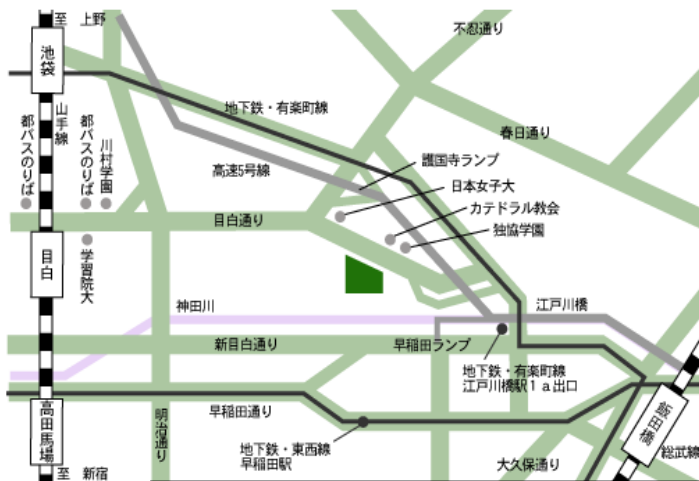 至 上野
不忍通り
池袋
山手線
都バスのりば
都バスのりば
川村学園
地下鉄・有楽町線
春日通り
高速5号線
護国寺ランプ
日本女子大
カテドラル教会
独協学園
目白通り
目白
学習院大
神田川
江戸川橋
新目白通り
早稲田ランプ
地下鉄・有楽町線
江戸川橋駅1a出口
高田馬場
明治通り
早稲田通り
飯田橋
地下鉄・東西線
早稲田駅
大久保通り
総武線
至 新宿